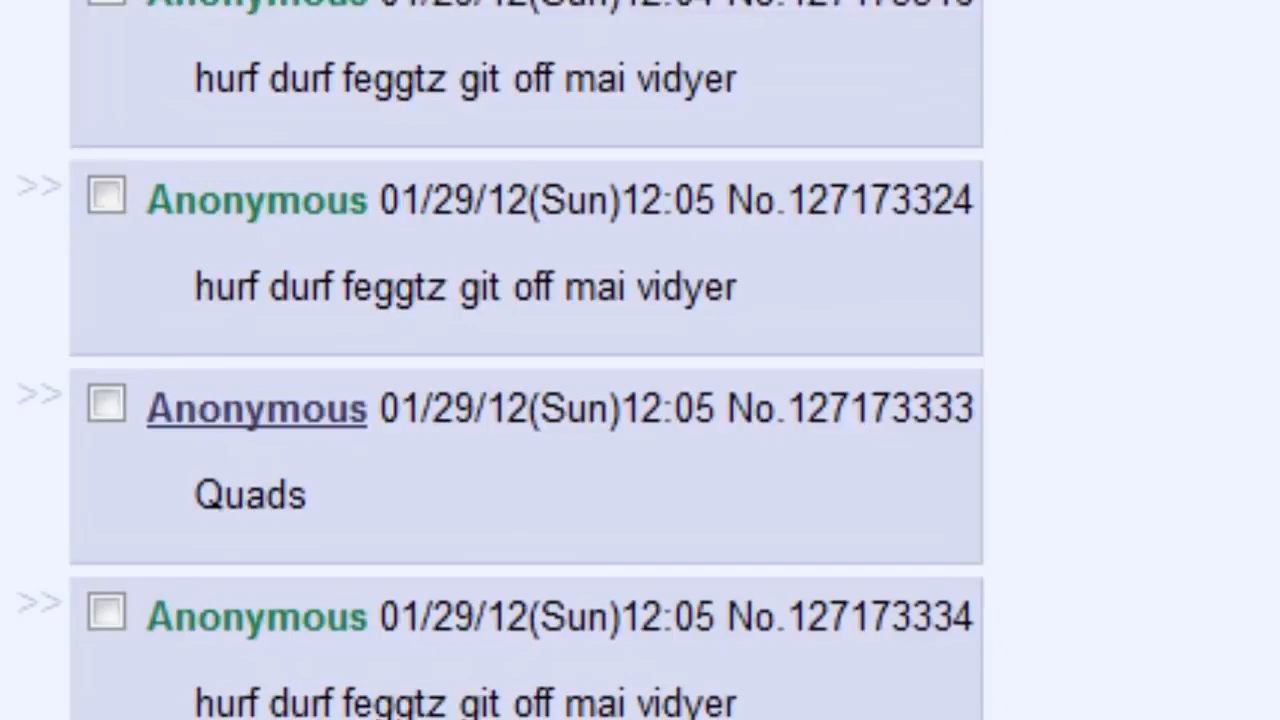 hurf durf feggtz git off mai vidyer
>> Anonymous 01/29/12(Sun)12:05 No.127173324
hurf durf feggtz git off mai vidyer
>> Anonymous 01/29/12(Sun)12:05 No.127173333
Quads
>> Anonymous 01/29/12(Sun)12:05 No.127173334
hurf durf feggtz git off mai vidyer